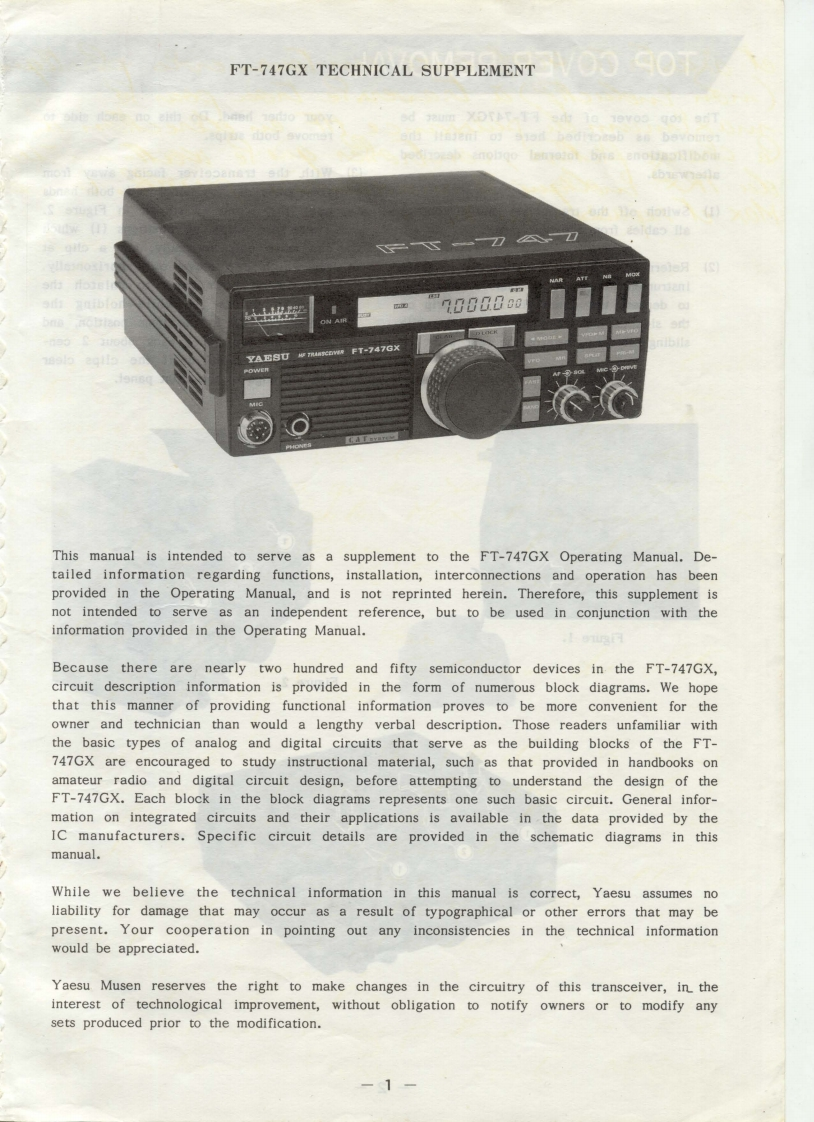 FT-747GX TECHNICAL SUPPLEMENT
FT-747
NAR ATT NB MOX
7.000.0 00
ON AIR
CLOCK
YAESU HF TRANSCEIVER FT-747GX
POWER
SPLIT
AF SQL MIC DRIVE
MIC
PHONES
CAT SYSTEM
This manual is intended to serve as a supplement to the FT-747GX Operating Manual. De-
tailed information regarding functions, installation, interconnections and operation has been
provided in the Operating Manual, and is not reprinted herein. Therefore, this supplement is
not intended to serve as an independent reference, but to be used in conjunction with the
information provided in the Operating Manual.
Because there are nearly two hundred and fifty semiconductor devices in the FT-747GX,
circuit description information is provided in the form of numerous block diagrams. We hope
that this manner of providing functional information proves to be more convenient for the
owner and technician than would a lengthy verbal description. Those readers unfamiliar with
the basic types of analog and digital circuits that serve as the building blocks of the FT-
747GX are encouraged to study instructional material, such as that provided in handbooks on
amateur radio and digital circuit design, before attempting to understand the design of the
FT-747GX. Each block in the block diagrams represents one such basic circuit. General infor-
mation on integrated circuits and their applications is available in the data provided by the
IC manufacturers. Specific circuit details are provided in the schematic diagrams in this
manual.
While we believe the technical information in this manual is correct, Yaesu assumes no
liability for damage that may occur as a result of typographical or other errors that may be
present. Your cooperation in pointing out any inconsistencies in the technical information
would be appreciated.
Yaesu Musen reserves the right to make changes in the circuitry of this transceiver, in the
interest of technological improvement, without obligation to notify owners or to modify any
sets produced prior to the modification.
— 1 —